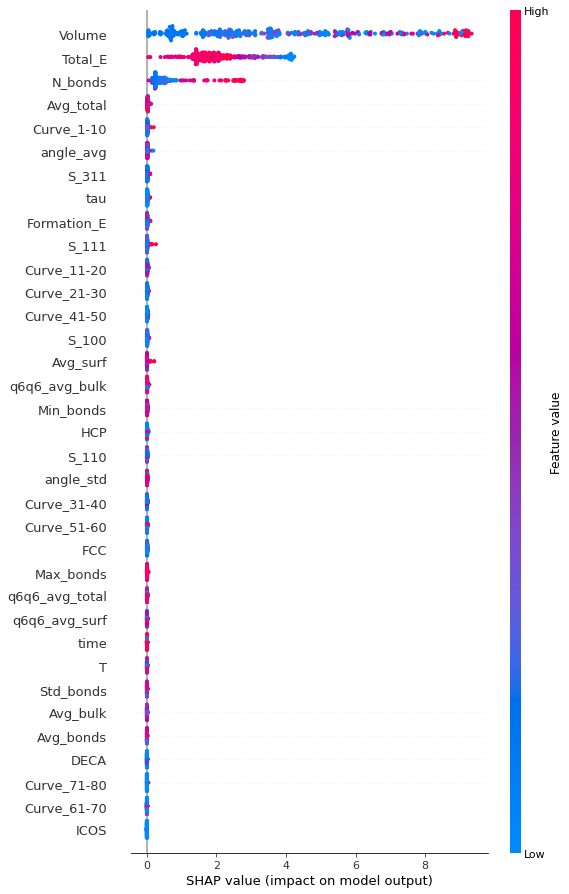 High
Volume
Total_E
N_bonds
Avg_total
Curve_1-10
angle_avg
S_311
tau
Formation_E
S_111
Curve_11-20
Curve_21-30
Curve_41-50
S_100
Avg_surf
q6q6_avg_bulk
Min_bonds
HCP
S_110
angle_std
Curve_31-40
Curve_51-60
FCC
Max_bonds
q6q6_avg_total
q6q6_avg_surf
time
T
Std_bonds
Avg_bulk
Avg_bonds
DECA
Curve_71-80
Curve_61-70
ICOS
Feature value
Low
0 2 4 6 8
SHAP value (impact on model output)